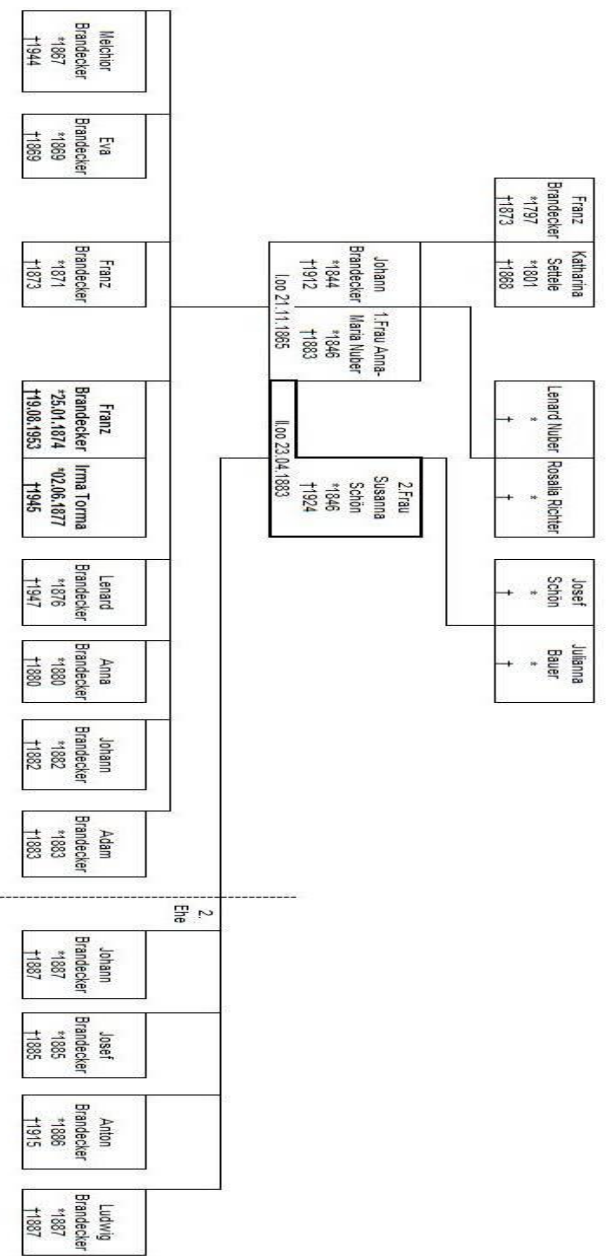 Franz
Brandecker
*1797
†1873
Katharina
Settele
*1801
†1868
Lenard Nuber
*
†
Rosalia Richter
*
†
Josef
Schön
*
†
Julianna
Bauer
*
†
Johann
Brandecker
*1844
†1912
1.Frau Anna-
Maria Nuber
*1846
†1883
I.oo 21.11.1865
2.Frau
Susanna
Schön
*1846
†1924
II.oo 23.04.1883
Melchior
Brandecker
*1867
†1944
Eva
Brandecker
*1869
†1869
Franz
Brandecker
*1871
†1873
Franz
Brandecker
*25.01.1874
†19.08.1953
Irma Torma
*02.06.1877
†1945
Lenard
Brandecker
*1876
†1947
Anna
Brandecker
*1880
†1880
Johann
Brandecker
*1882
†1882
Adam
Brandecker
*1883
†1883
2.
Ehe
Johann
Brandecker
*1887
†1887
Josef
Brandecker
*1885
†1885
Anton
Brandecker
*1886
†1915
Ludwig
Brandecker
*1887
†1887